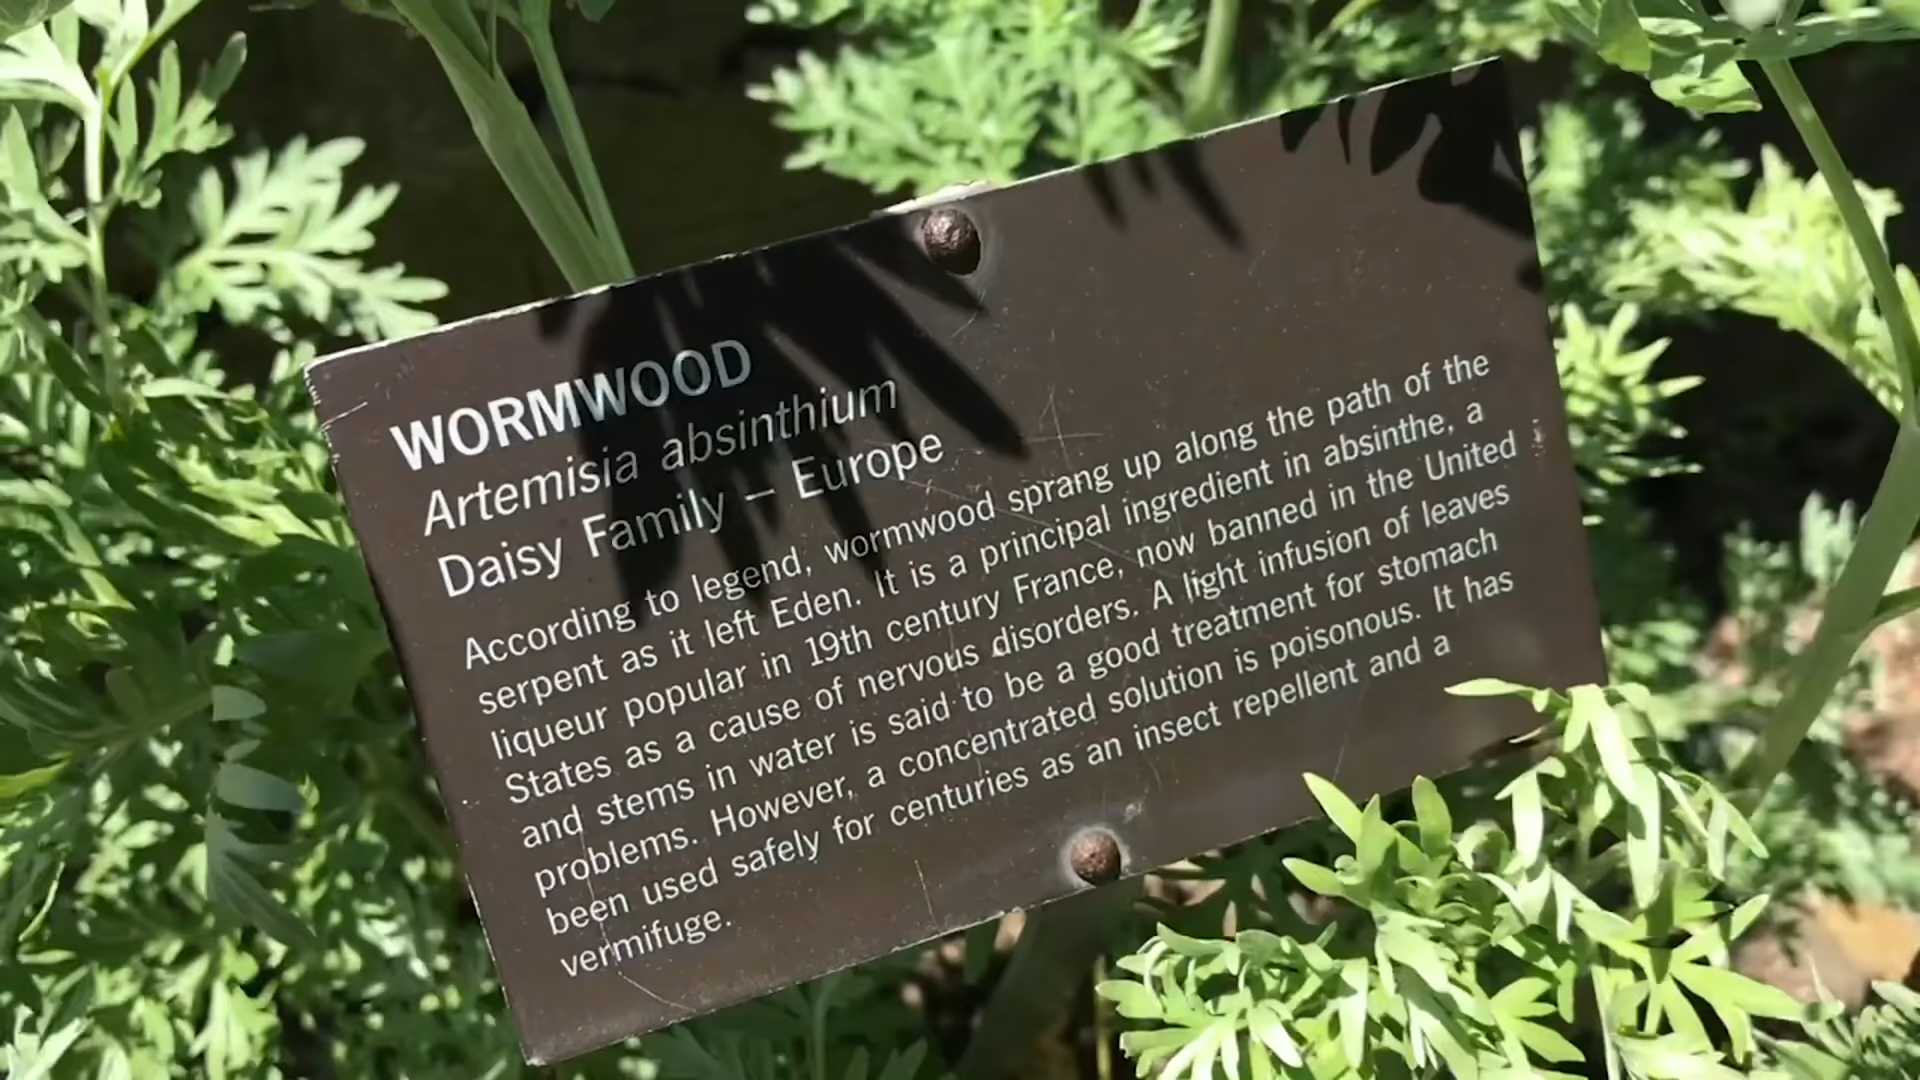 WORMWOOD
Artemisia absinthium
Daisy Family – Europe
According to legend, wormwood sprang up along the path of the
serpent as it left Eden. It is a principal ingredient in absinthe, a
liqueur popular in 19th century France, now banned in the United
States as a cause of nervous disorders. A light infusion of leaves
and stems in water is said to be a good treatment for stomach
problems. However, a concentrated solution is poisonous. It has
been used safely for centuries as an insect repellent and a
vermifuge.